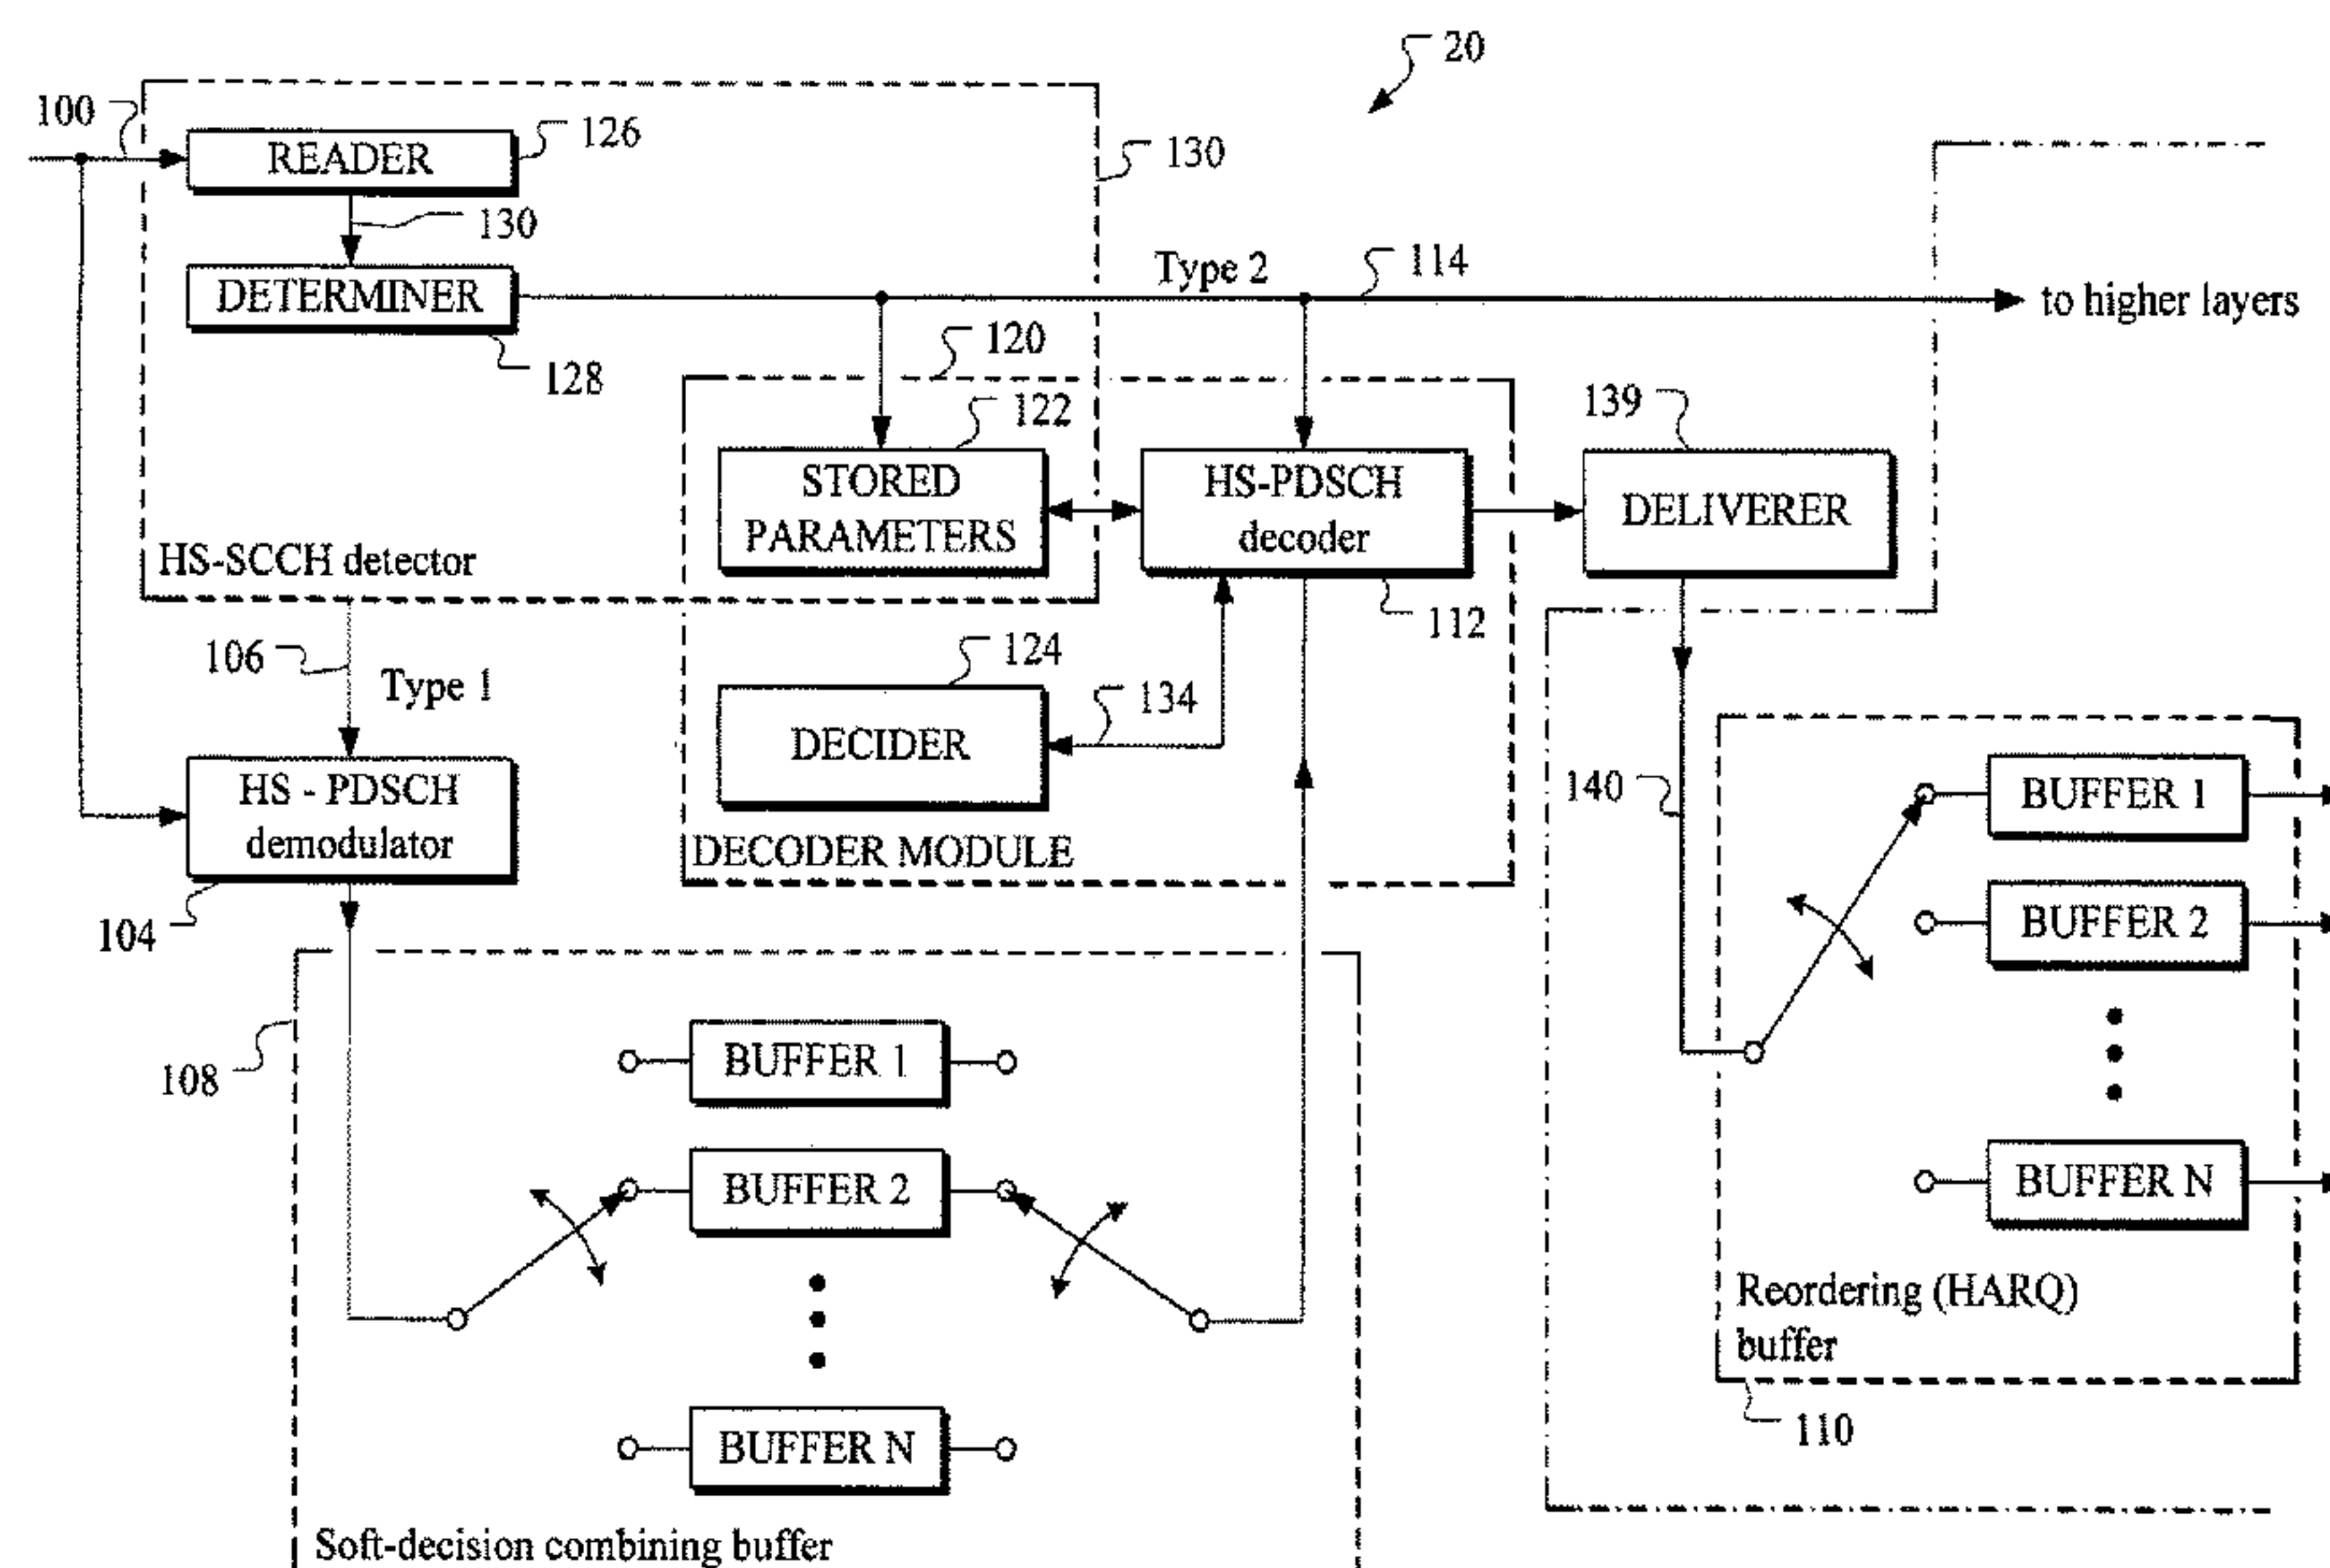 20
100
READER
126
130
130
DETERMINER
128
Type 2
114
to higher layers
120
122
139
STORED
PARAMETERS
HS-PDSCH
decoder
DELIVERER
HS-SCCH detector
112
106
Type 1
124
134
DECIDER
HS - PDSCH
demodulator
DECODER MODULE
104
140
BUFFER 1
BUFFER 2
BUFFER N
Reordering (HARQ)
buffer
110
108
BUFFER 1
BUFFER 2
BUFFER N
Soft-decision combining buffer